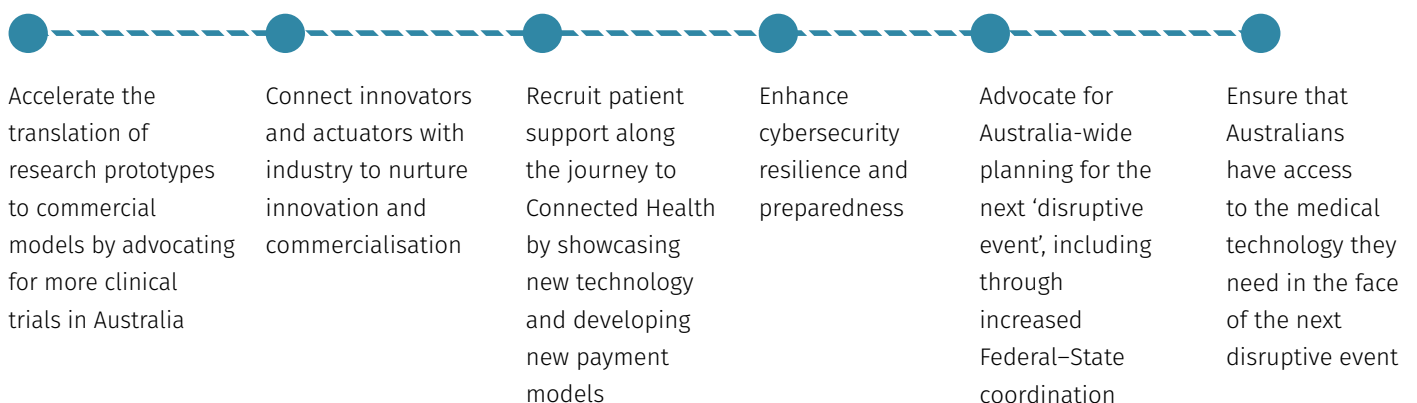 Accelerate the
translation of
research prototypes
to commercial
models by advocating
for more clinical
trials in Australia
Connect innovators
and actuators with
industry to nurture
innovation and
commercialisation
Recruit patient
support along
the journey to
Connected Health
by showcasing
new technology
and developing
new payment
models
Enhance
cybersecurity
resilience and
preparedness
Advocate for
Australia-wide
planning for the
next ‘disruptive
event’, including
through
increased
Federal–State
coordination
Ensure that
Australians
have access
to the medical
technology they
need in the face
of the next
disruptive event